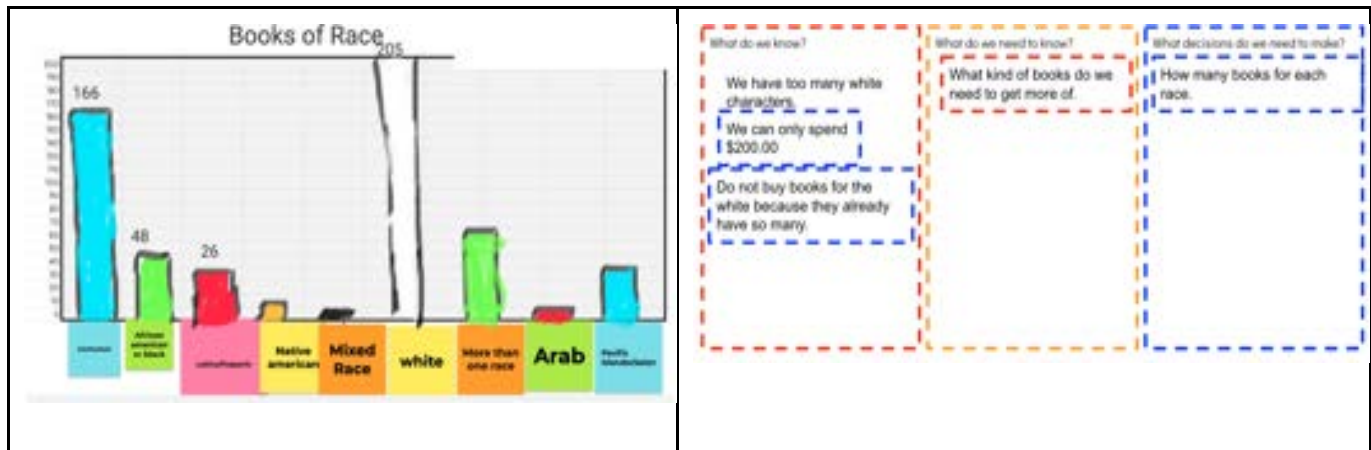 Books of Race
205
166
48
26
African
american
or black
Native
american
Mixed
Race
white
More than
one race
Arab
What do we know?
We have too many white
characters.
We can only spend
$200.00
Do not buy books for the
white because they already
have so many.
What do we need to know?
What kind of books do we
need to get more of.
What decisions do we need to make?
How many books for each
race.